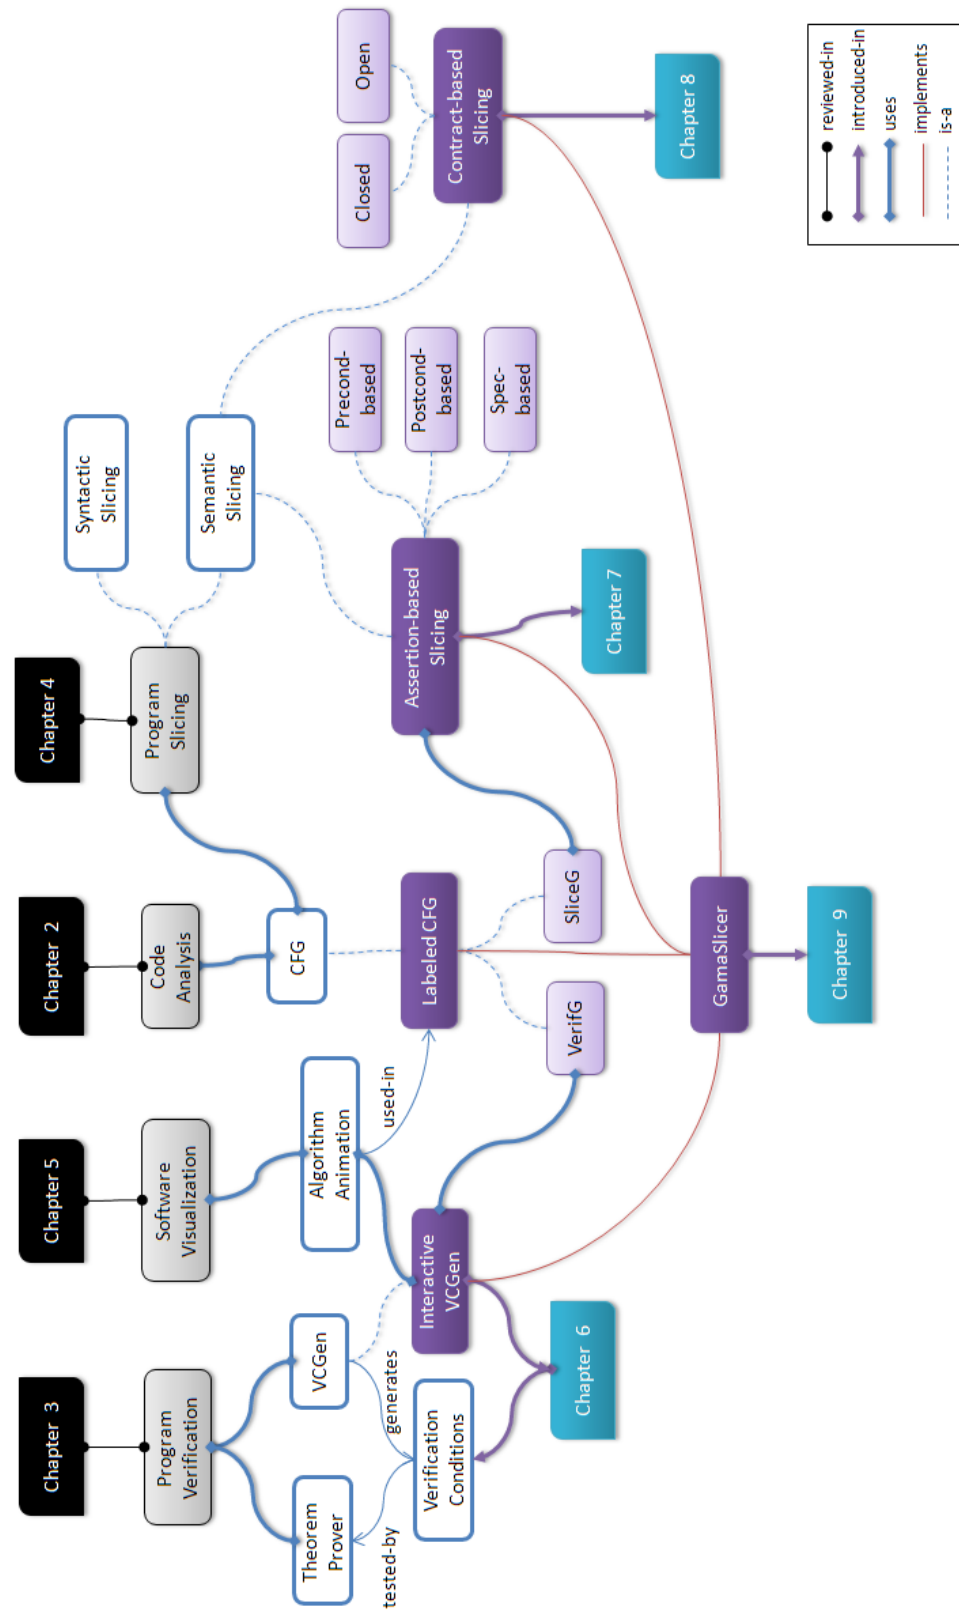 Chapter 3
Chapter 5
Chapter 2
Chapter 4
Program
Verification
Software
Visualization
Code
Analysis
Program
Slicing
Syntactic
Slicing
Semantic
Slicing
Theorem
Prover
VCGen
Algorithm
Animation
CFG
Precond-
based
Postcond-
based
Spec-
based
Closed
Open
tested-by
generates
used-in
Verification
Conditions
Interactive
VCGen
Labeled CFG
Assertion-based
Slicing
Contract-based
Slicing
VerifG
SliceG
Chapter 6
Chapter 7
Chapter 8
GamaSlicer
Chapter 9
reviewed-in
introduced-in
uses
implements
is-a